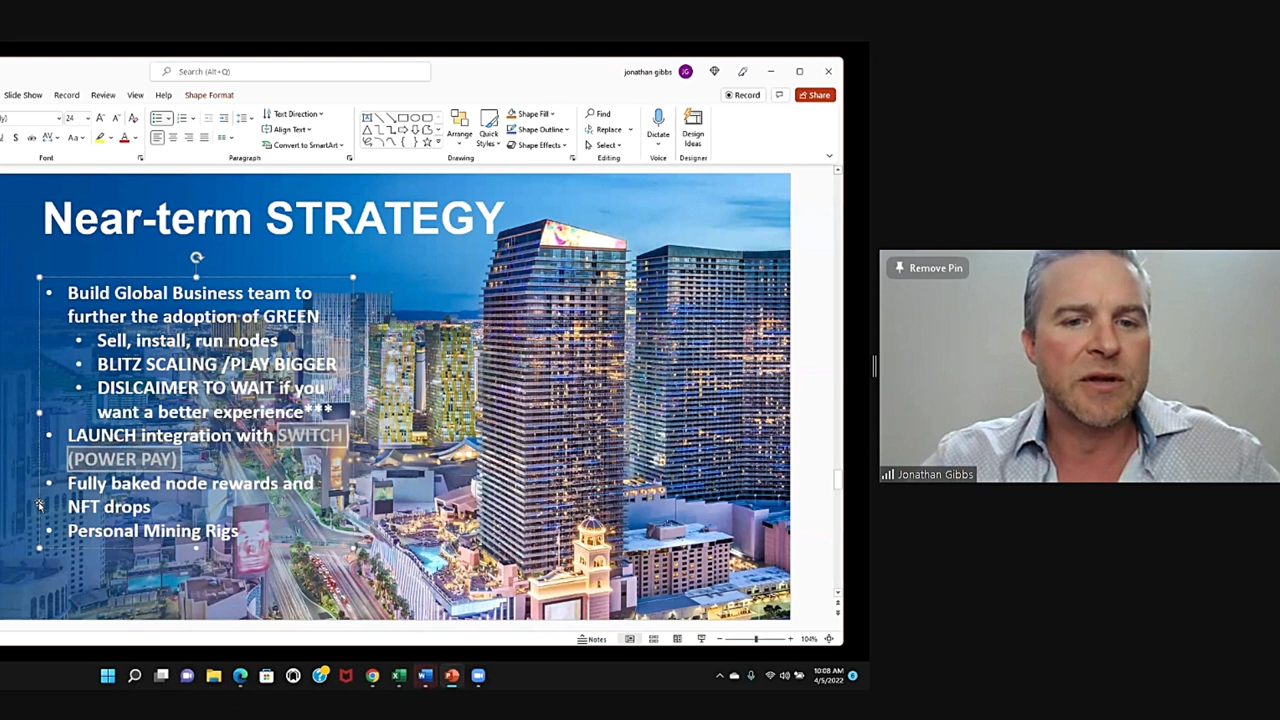 Search (Alt+Q)
jonathan gibbs
JG
Slide Show
Record
Review
View
Help
Shape Format
Record
Share
24
Aa
Text Direction
Align Text
Convert to SmartArt
Arrange
Quick
Styles
Shape Fill
Shape Outline
Shape Effects
Find
Replace
Select
Dictate
Design
Ideas
Font
Paragraph
Drawing
Editing
Voice
Designer
Near-term STRATEGY
• Build Global Business team to
further the adoption of GREEN
• Sell, install, run nodes
• BLITZ SCALING /PLAY BIGGER
• DISLCAIMER TO WAIT if you
want a better experience***
• LAUNCH integration with SWITCH
(POWER PAY)
• Fully baked node rewards and
NFT drops
• Personal Mining Rigs
Remove Pin
Jonathan Gibbs
Notes
104%
10:08 AM
4/5/2022